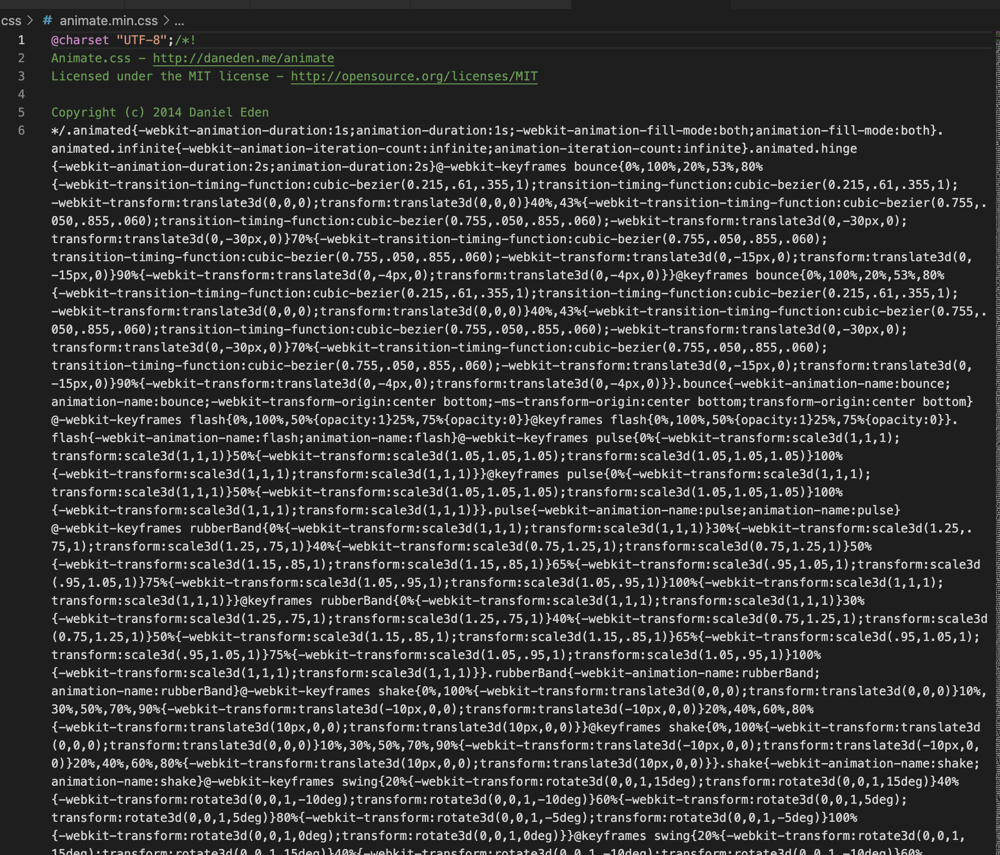 css > # animate.min.css > ...
1 @charset "UTF-8";/*!
2 Animate.css - http://daneden.me/animate
3 Licensed under the MIT license - http://opensource.org/licenses/MIT
4
5 Copyright (c) 2014 Daniel Eden
6 */.animated{-webkit-animation-duration:1s;animation-duration:1s;-webkit-animation-fill-mode:both;animation-fill-mode:both}.
animated.infinite{-webkit-animation-iteration-count:infinite;animation-iteration-count:infinite}.animated.hinge
{-webkit-animation-duration:2s;animation-duration:2s}@-webkit-keyframes bounce{0%,100%,20%,53%,80%
{-webkit-transition-timing-function:cubic-bezier(0.215,.61,.355,1);transition-timing-function:cubic-bezier(0.215,.61,.355,1);
-webkit-transform:translate3d(0,0,0);transform:translate3d(0,0,0)}40%,43%{-webkit-transition-timing-function:cubic-bezier(0.755,.
050,.855,.060);transition-timing-function:cubic-bezier(0.755,.050,.855,.060);-webkit-transform:translate3d(0,-30px,0);
transform:translate3d(0,-30px,0)}70%{-webkit-transition-timing-function:cubic-bezier(0.755,.050,.855,.060);
transition-timing-function:cubic-bezier(0.755,.050,.855,.060);-webkit-transform:translate3d(0,-15px,0);transform:translate3d(0,
-15px,0)}90%{-webkit-transform:translate3d(0,-4px,0);transform:translate3d(0,-4px,0)}}@keyframes bounce{0%,100%,20%,53%,80%
{-webkit-transition-timing-function:cubic-bezier(0.215,.61,.355,1);transition-timing-function:cubic-bezier(0.215,.61,.355,1);
-webkit-transform:translate3d(0,0,0);transform:translate3d(0,0,0)}40%,43%{-webkit-transition-timing-function:cubic-bezier(0.755,.
050,.855,.060);transition-timing-function:cubic-bezier(0.755,.050,.855,.060);-webkit-transform:translate3d(0,-30px,0);
transform:translate3d(0,-30px,0)}70%{-webkit-transition-timing-function:cubic-bezier(0.755,.050,.855,.060);
transition-timing-function:cubic-bezier(0.755,.050,.855,.060);-webkit-transform:translate3d(0,-15px,0);transform:translate3d(0,
-15px,0)}90%{-webkit-transform:translate3d(0,-4px,0);transform:translate3d(0,-4px,0)}}.bounce{-webkit-animation-name:bounce;
animation-name:bounce;-webkit-transform-origin:center bottom;-ms-transform-origin:center bottom;transform-origin:center bottom}
@-webkit-keyframes flash{0%,100%,50%{opacity:1}25%,75%{opacity:0}}@keyframes flash{0%,100%,50%{opacity:1}25%,75%{opacity:0}}.
flash{-webkit-animation-name:flash;animation-name:flash}@-webkit-keyframes pulse{0%{-webkit-transform:scale3d(1,1,1);
transform:scale3d(1,1,1)}50%{-webkit-transform:scale3d(1.05,1.05,1.05);transform:scale3d(1.05,1.05,1.05)}100%
{-webkit-transform:scale3d(1,1,1);transform:scale3d(1,1,1)}}@keyframes pulse{0%{-webkit-transform:scale3d(1,1,1);
transform:scale3d(1,1,1)}50%{-webkit-transform:scale3d(1.05,1.05,1.05);transform:scale3d(1.05,1.05,1.05)}100%
{-webkit-transform:scale3d(1,1,1);transform:scale3d(1,1,1)}}.pulse{-webkit-animation-name:pulse;animation-name:pulse}
@-webkit-keyframes rubberBand{0%{-webkit-transform:scale3d(1,1,1);transform:scale3d(1,1,1)}30%{-webkit-transform:scale3d(1.25,.
75,1);transform:scale3d(1.25,.75,1)}40%{-webkit-transform:scale3d(0.75,1.25,1);transform:scale3d(0.75,1.25,1)}50%
{-webkit-transform:scale3d(1.15,.85,1);transform:scale3d(1.15,.85,1)}65%{-webkit-transform:scale3d(.95,1.05,1);transform:scale3d
(.95,1.05,1)}75%{-webkit-transform:scale3d(1.05,.95,1);transform:scale3d(1.05,.95,1)}100%{-webkit-transform:scale3d(1,1,1);
transform:scale3d(1,1,1)}}@keyframes rubberBand{0%{-webkit-transform:scale3d(1,1,1);transform:scale3d(1,1,1)}30%
{-webkit-transform:scale3d(1.25,.75,1);transform:scale3d(1.25,.75,1)}40%{-webkit-transform:scale3d(0.75,1.25,1);transform:scale3d
(0.75,1.25,1)}50%{-webkit-transform:scale3d(1.15,.85,1);transform:scale3d(1.15,.85,1)}65%{-webkit-transform:scale3d(.95,1.05,1);
transform:scale3d(.95,1.05,1)}75%{-webkit-transform:scale3d(1.05,.95,1);transform:scale3d(1.05,.95,1)}100%
{-webkit-transform:scale3d(1,1,1);transform:scale3d(1,1,1)}}.rubberBand{-webkit-animation-name:rubberBand;
animation-name:rubberBand}@-webkit-keyframes shake{0%,100%{-webkit-transform:translate3d(0,0,0);transform:translate3d(0,0,0)}10%,
30%,50%,70%,90%{-webkit-transform:translate3d(-10px,0,0);transform:translate3d(-10px,0,0)}20%,40%,60%,80%
{-webkit-transform:translate3d(10px,0,0);transform:translate3d(10px,0,0)}}@keyframes shake{0%,100%{-webkit-transform:translate3d
(0,0,0);transform:translate3d(0,0,0)}10%,30%,50%,70%,90%{-webkit-transform:translate3d(-10px,0,0);transform:translate3d(-10px,0,
0)}20%,40%,60%,80%{-webkit-transform:translate3d(10px,0,0);transform:translate3d(10px,0,0)}}.shake{-webkit-animation-name:shake;
animation-name:shake}@-webkit-keyframes swing{20%{-webkit-transform:rotate3d(0,0,1,15deg);transform:rotate3d(0,0,1,15deg)}40%
{-webkit-transform:rotate3d(0,0,1,-10deg);transform:rotate3d(0,0,1,-10deg)}60%{-webkit-transform:rotate3d(0,0,1,5deg);
transform:rotate3d(0,0,1,5deg)}80%{-webkit-transform:rotate3d(0,0,1,-5deg);transform:rotate3d(0,0,1,-5deg)}100%
{-webkit-transform:rotate3d(0,0,1,0deg);transform:rotate3d(0,0,1,0deg)}}@keyframes swing{20%{-webkit-transform:rotate3d(0,0,1,
15deg);transform:rotate3d(0,0,1,15deg)}40%{-webkit-transform:rotate3d(0,0,1,-10deg);transform:rotate3d(0,0,1,-10deg)}60%